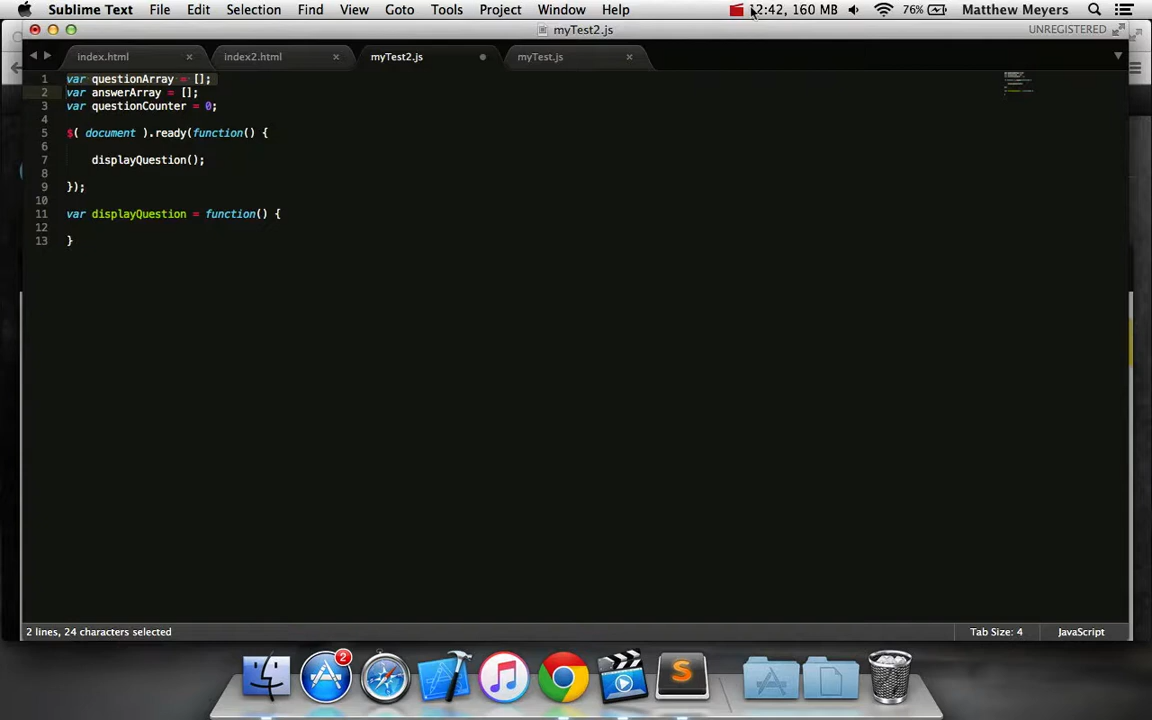 Sublime Text File Edit Selection Find View Goto Tools Project Window Help 2:42, 160 MB 76% Matthew Meyers
myTest2.js UNREGISTERED
index.html index2.html myTest2.js myTest.js
1 var questionArray = [];
2 var answerArray = [];
3 var questionCounter = 0;
4
5 $( document ).ready(function() {
6
7 displayQuestion();
8
9 });
10
11 var displayQuestion = function() {
12
13 }
2 lines, 24 characters selected Tab Size: 4 JavaScript
2